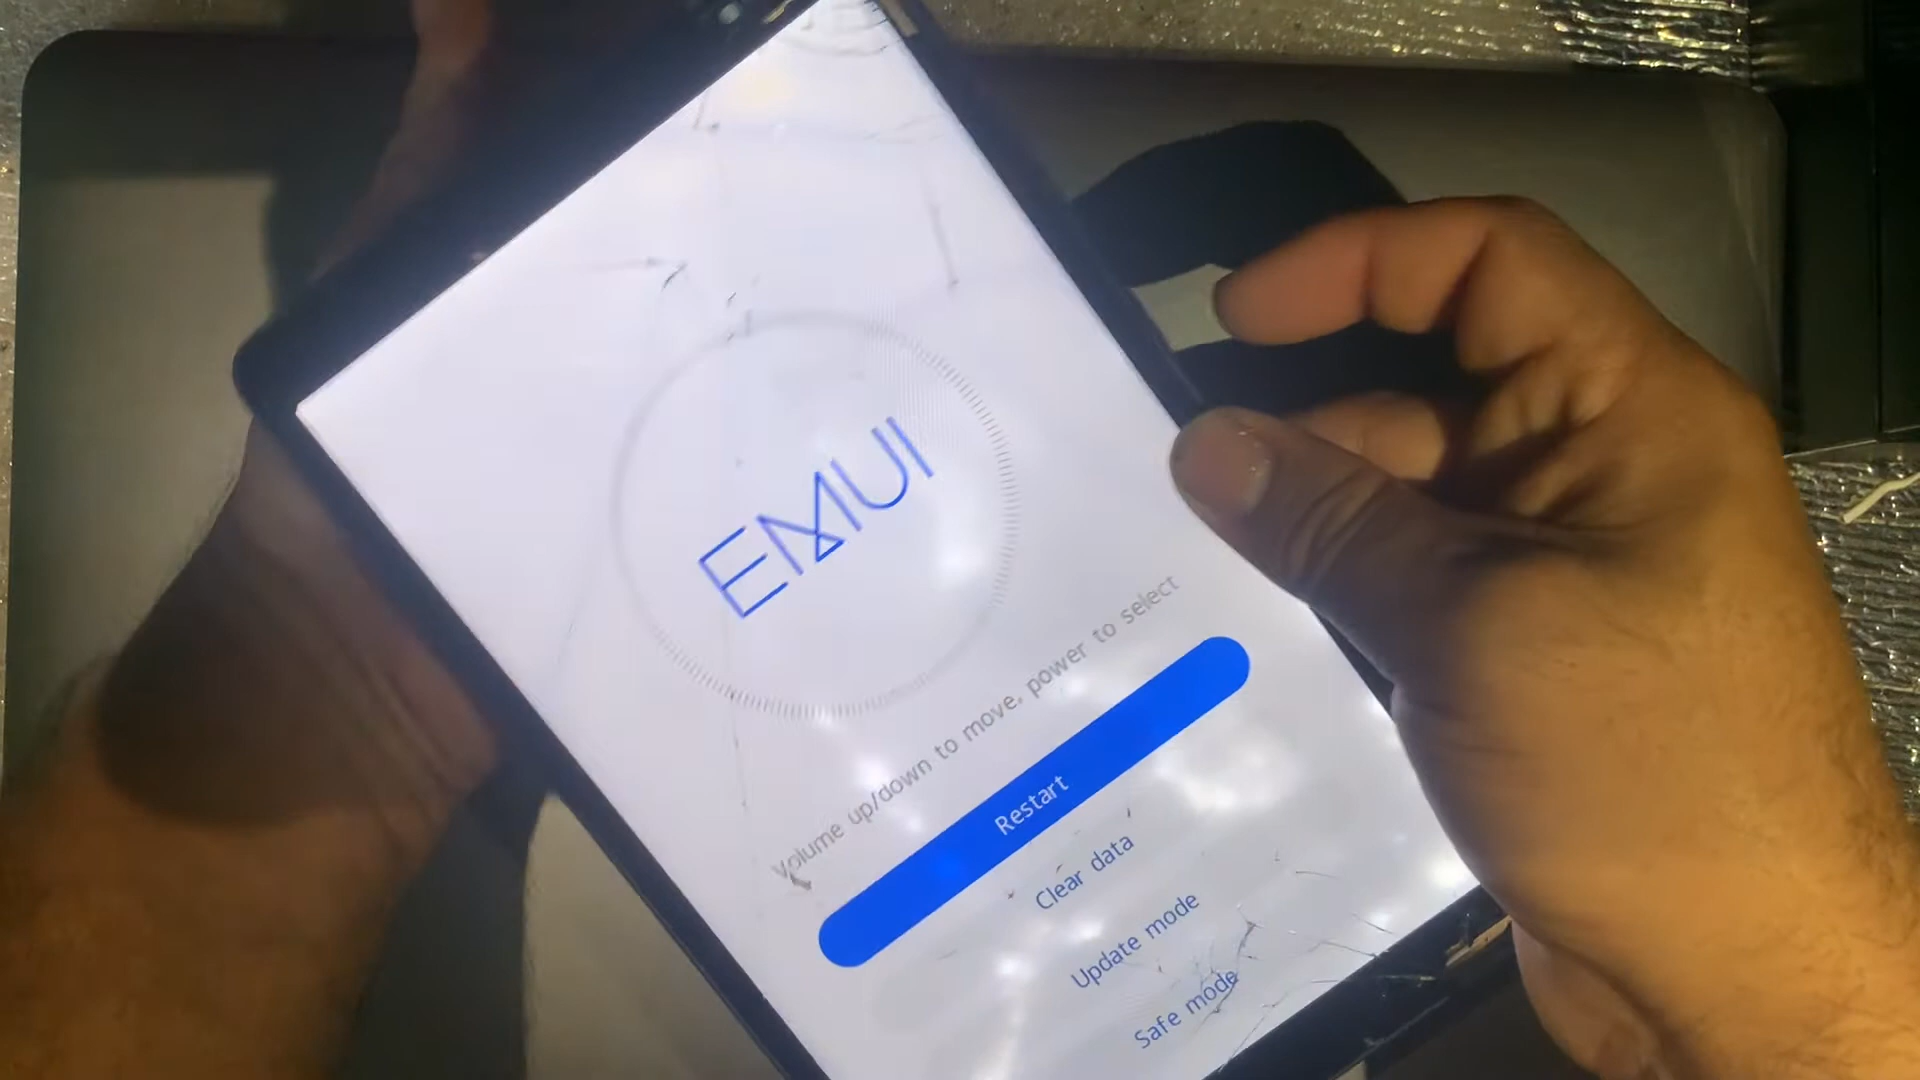 EMUI
Volume up/down to move, power to select
Restart
Clear data
Update mode
Safe mode